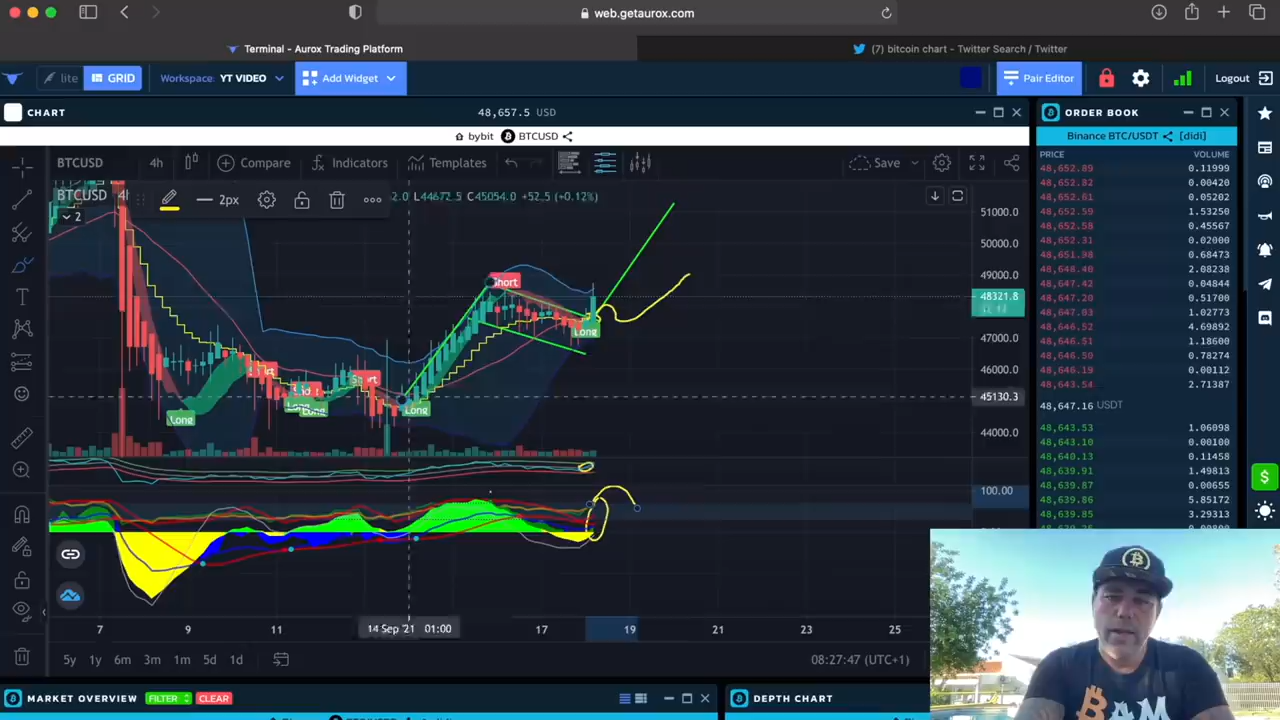 web.getaurox.com
Terminal - Aurox Trading Platform
(7) bitcoin chart - Twitter Search / Twitter
lite GRID Workspace: YT VIDEO Add Widget Pair Editor Logout
CHART 48,657.5 USD
ORDER BOOK
bybit BTCUSD
Binance BTC/USDT [didi]
BTCUSD 4h Compare Indicators Templates Save
PRICE VOLUME
BTCUSD 2px L44672.5 C45054.0 +52.5 (+0.12%)
2
51000.0
50000.0
49000.0
48321.8
47000.0
46000.0
45130.3
44000.0
100.00
Short
Long
Long
Long
Long
48,652.89 0.11999
48,652.82 0.00420
48,652.61 0.05202
48,652.59 1.53250
48,652.58 0.45567
48,652.31 0.02000
48,651.98 0.68473
48,648.40 2.08238
48,647.42 0.04844
48,647.20 0.51700
48,647.03 1.02773
48,646.52 4.69892
48,646.51 1.18600
48,646.50 0.78274
48,646.19 0.00112
48,643.54 2.71387
48,647.16 USDT
48,643.53 1.06098
48,643.10 0.00100
48,640.13 0.11458
48,639.91 1.49813
48,639.87 0.00655
48,639.86 5.85172
48,639.84 3.29313
7 9 11 14 Sep '21 01:00 17 19 21 23 25
5y 1y 6m 3m 1m 5d 1d 08:27:47 (UTC+1)
MARKET OVERVIEW FILTER CLEAR
DEPTH CHART
BAM